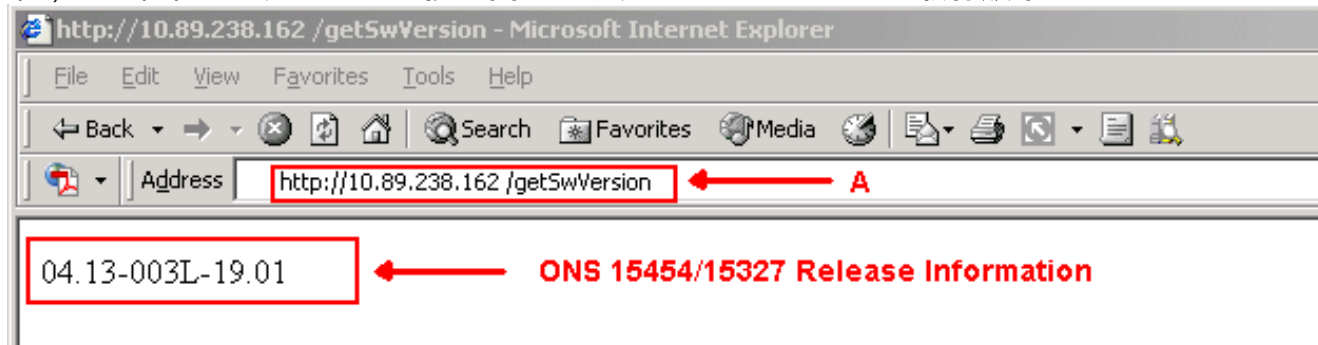 http://10.89.238.162 /getSwVersion - Microsoft Internet Explorer
File Edit View Favorites Tools Help
Back Search Favorites Media
Address http://10.89.238.162 /getSwVersion A
04.13-003L-19.01 ONS 15454/15327 Release Information